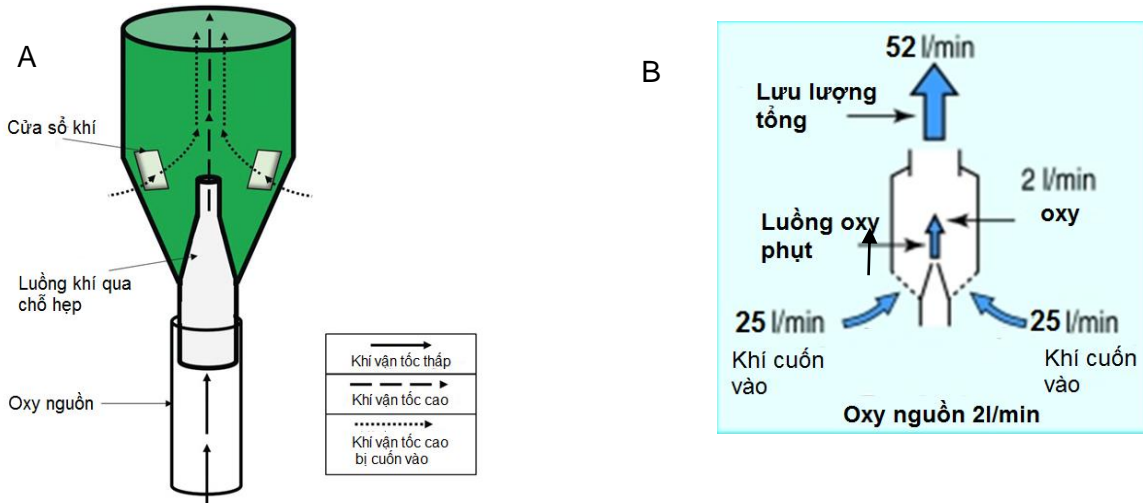 A
Cửa sổ khí
Luồng khí qua
chỗ hẹp
Oxy nguồn
Khí vận tốc thấp
Khí vận tốc cao
Khí vận tốc cao
bị cuốn vào
B
52 l/min
Lưu lượng
tổng
2 l/min
oxy
Luồng oxy
phụt
25 l/min
Khí cuốn
vào
25 l/min
Khí cuốn
vào
Oxy nguồn 2l/min